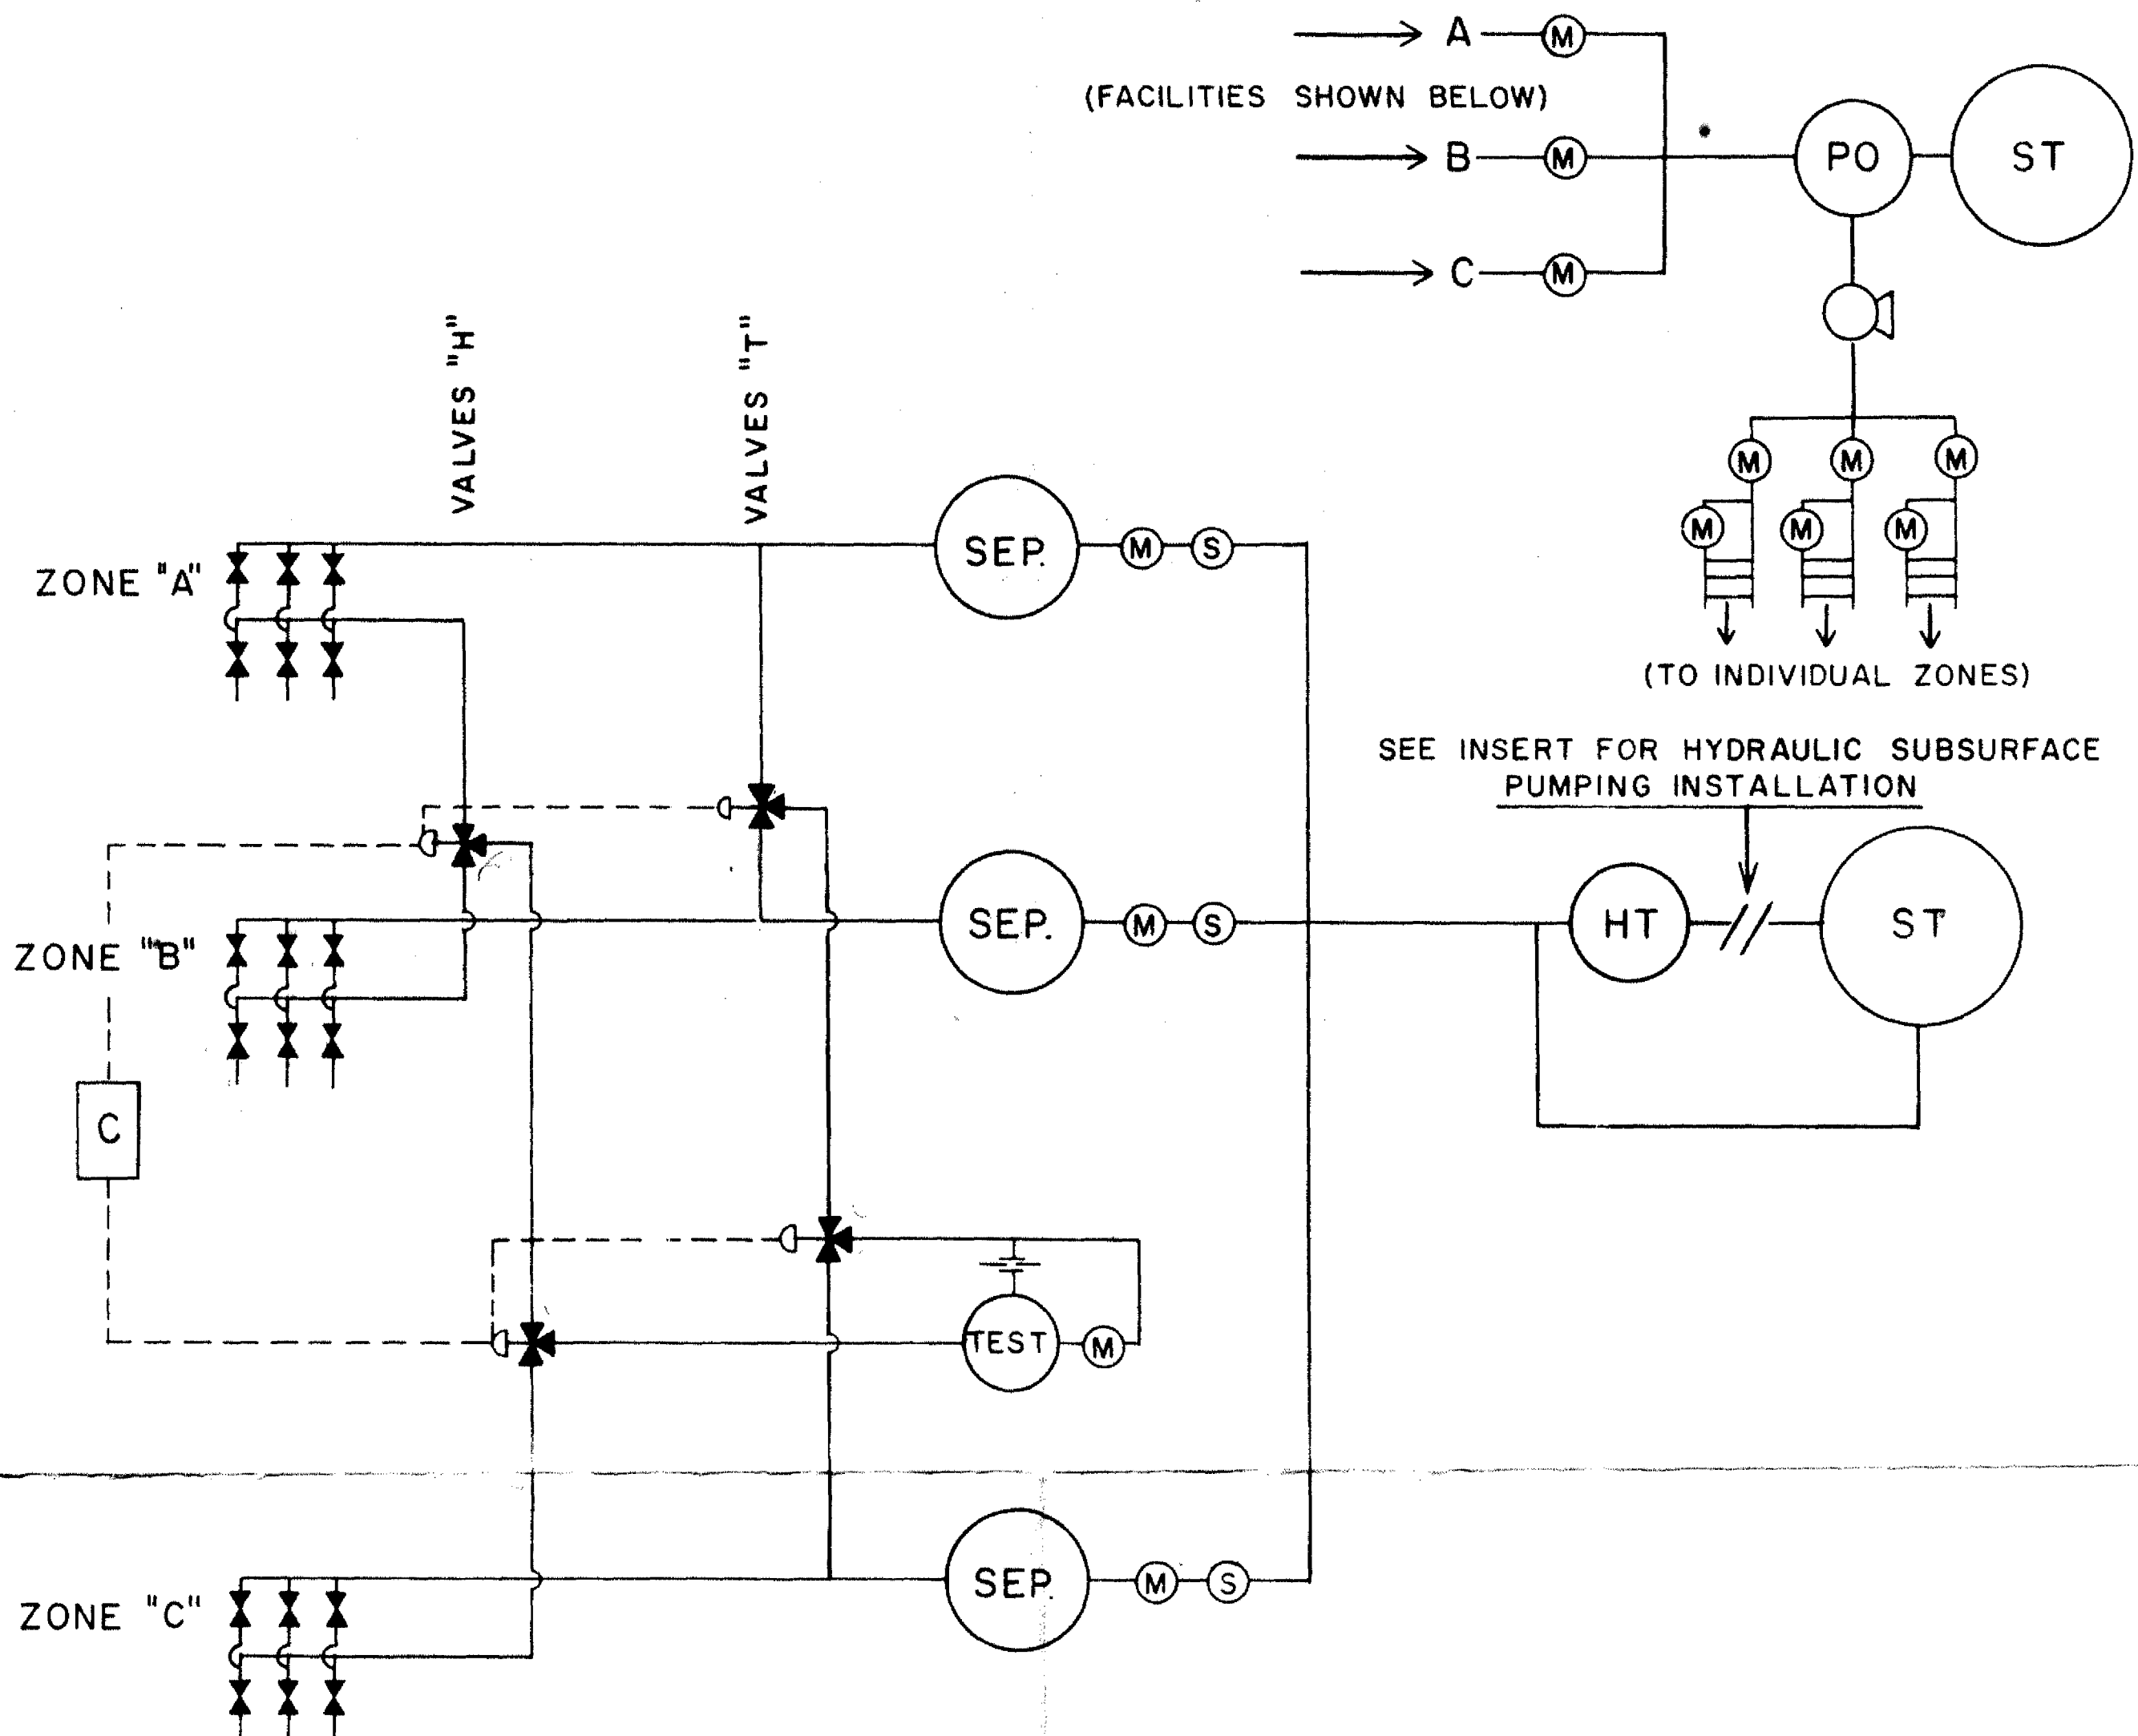 A M
(FACILITIES SHOWN BELOW)
B M
PO ST
C M
VALVES "H"
VALVES "T"
M M M
M M M
(TO INDIVIDUAL ZONES)
ZONE "A"
SEP. M S
SEE INSERT FOR HYDRAULIC SUBSURFACE
PUMPING INSTALLATION
ZONE "B"
SEP. M S
HT ST
C
TEST M
ZONE "C"
SEP. M S